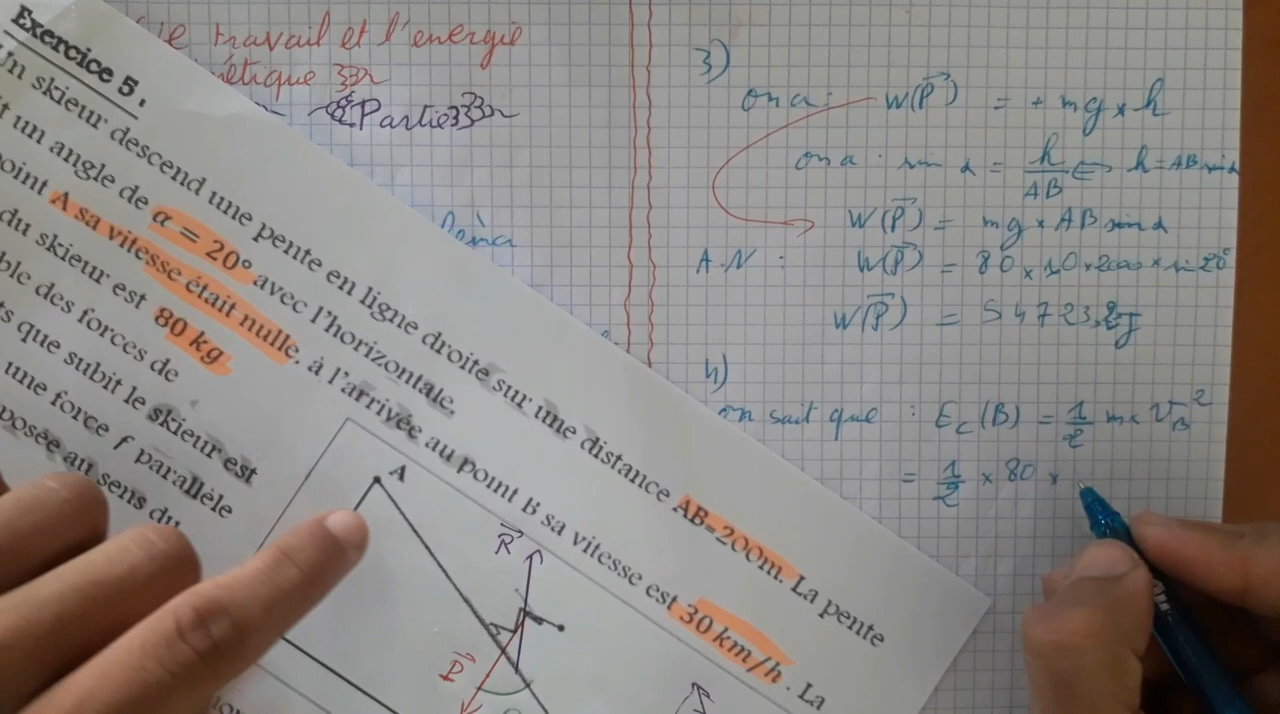 Exercice 5.
Un skieur descend une pente en ligne droite sur une distance AB=200m. La pente
un angle de α = 20° avec l'horizontale.
point A sa vitesse était nulle, à l'arrivée au point B sa vitesse est 30 km/h. La
du skieur est 80 kg
ble des forces de
ts que subit le skieur est
une force f parallèle
posée au sens du
A
R
P
travail et l'energie
étique
Partie
3)
on a: W(P) = + mg × h
on a: sin α = h/AB ⇔ h = AB sin α
W(P) = mg × AB sin α
A.N: W(P) = 80 × 10 × 200 × sin 20°
W(P) = 54723,2J
4)
on sait que : Ec(B) = 1/2 m × VB²
= 1/2 × 80 ×